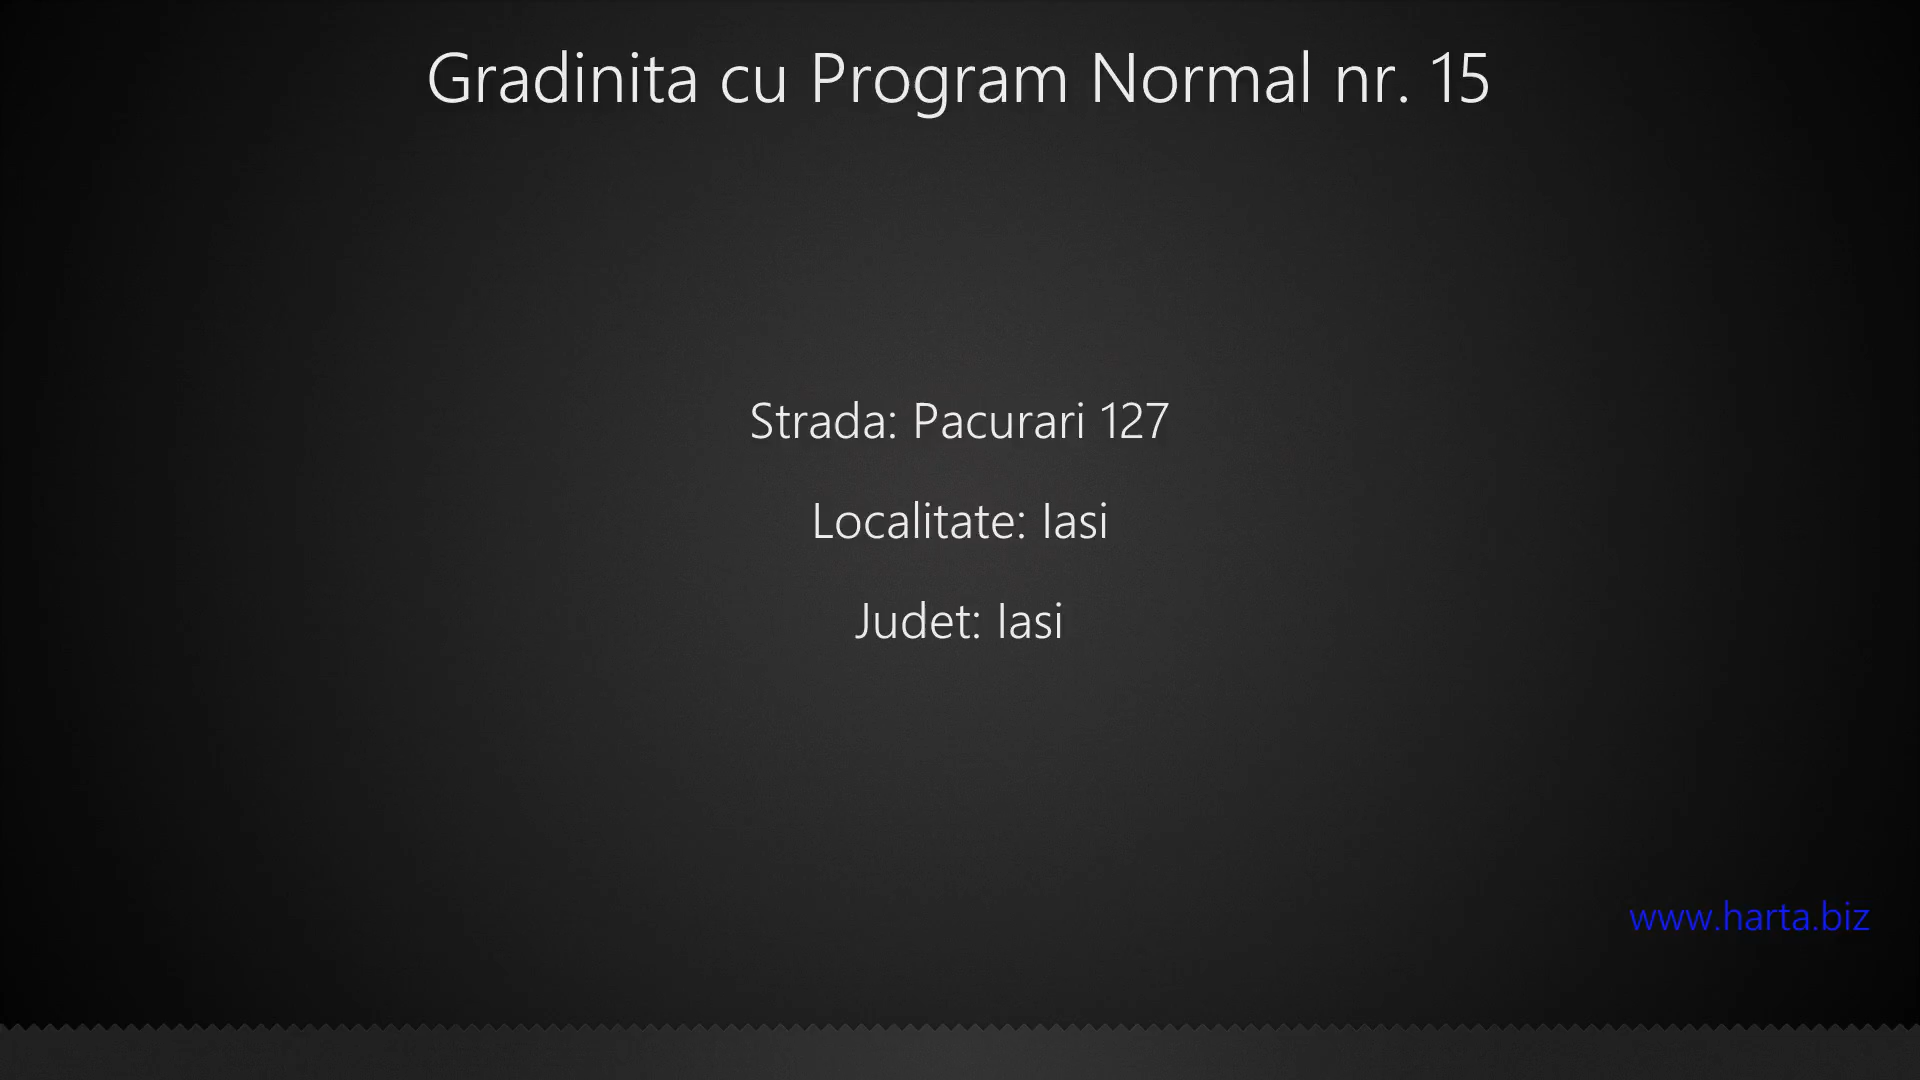 Gradinita cu Program Normal nr. 15
Strada: Pacurari 127
Localitate: Iasi
Judet: Iasi
www.harta.biz